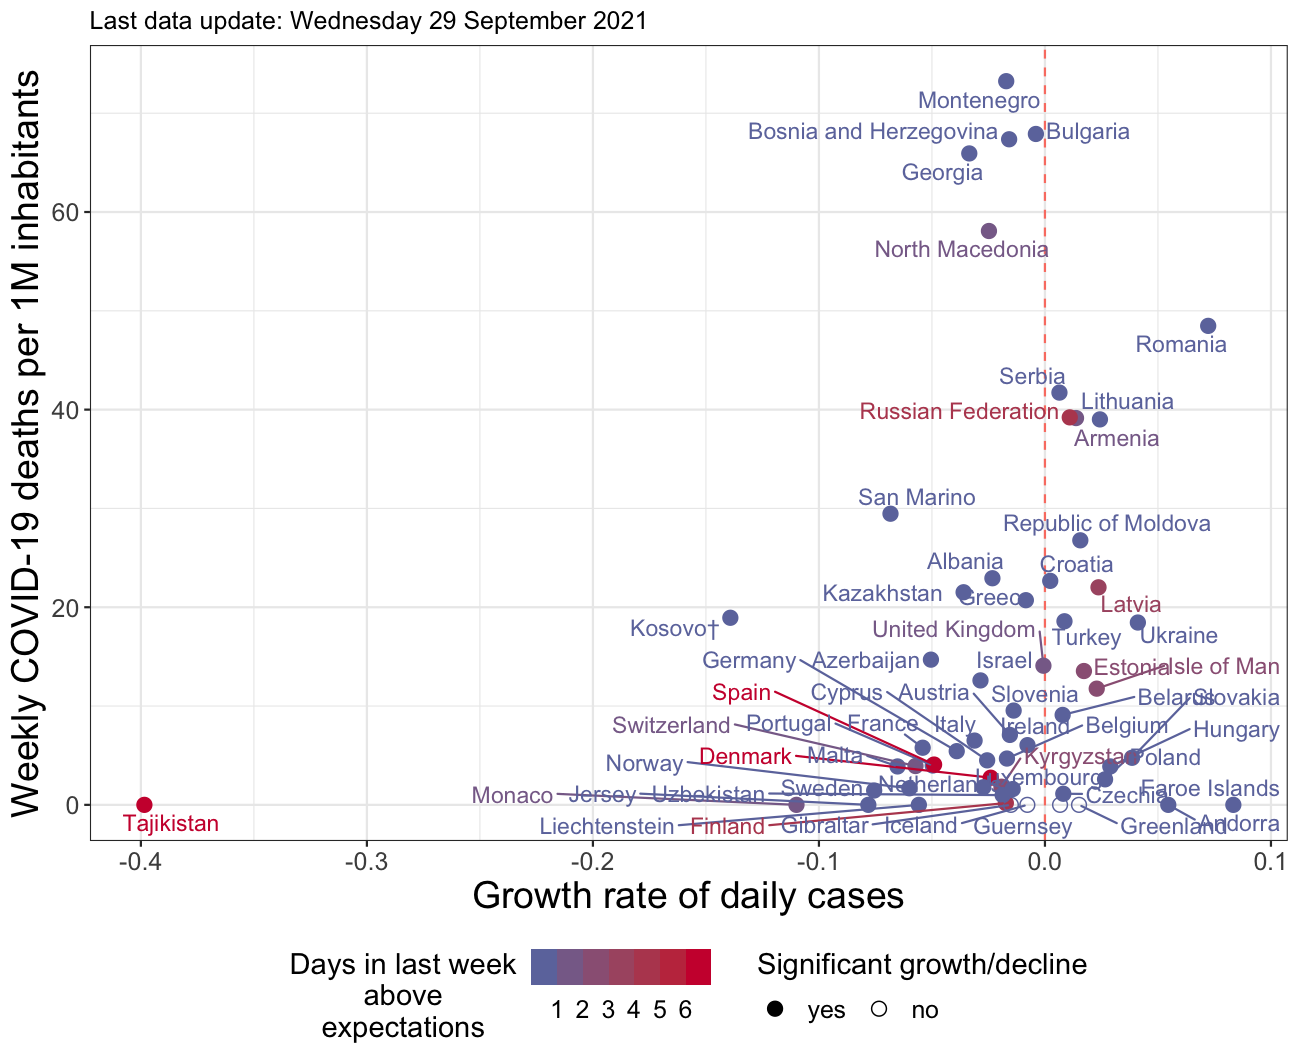 Last data update: Wednesday 29 September 2021
Weekly COVID-19 deaths per 1M inhabitants
Montenegro
Bosnia and Herzegovina
Bulgaria
Georgia
60
North Macedonia
Romania
Serbia
Lithuania
40
Russian Federation
Armenia
San Marino
Republic of Moldova
Albania
Croatia
Kazakhstan
Latvia
20
Kosovo†
United Kingdom
Turkey
Ukraine
Germany
Azerbaijan
Israel
Estonia
Isle of Man
Spain
Cyprus
Austria
Slovenia
Belarus
Slovakia
Switzerland
Portugal
France
Italy
Ireland
Belgium
Hungary
Norway
Denmark
Malta
Poland
Monaco
Jersey
Uzbekistan
Sweden
Czechia
Faroe Islands
0
Tajikistan
Liechtenstein
Finland
Gibraltar
Iceland
Guernsey
Greenland
Andorra
-0.4 -0.3 -0.2 -0.1 0.0 0.1
Growth rate of daily cases
Days in last week
above
expectations
1 2 3 4 5 6
Significant growth/decline
yes no